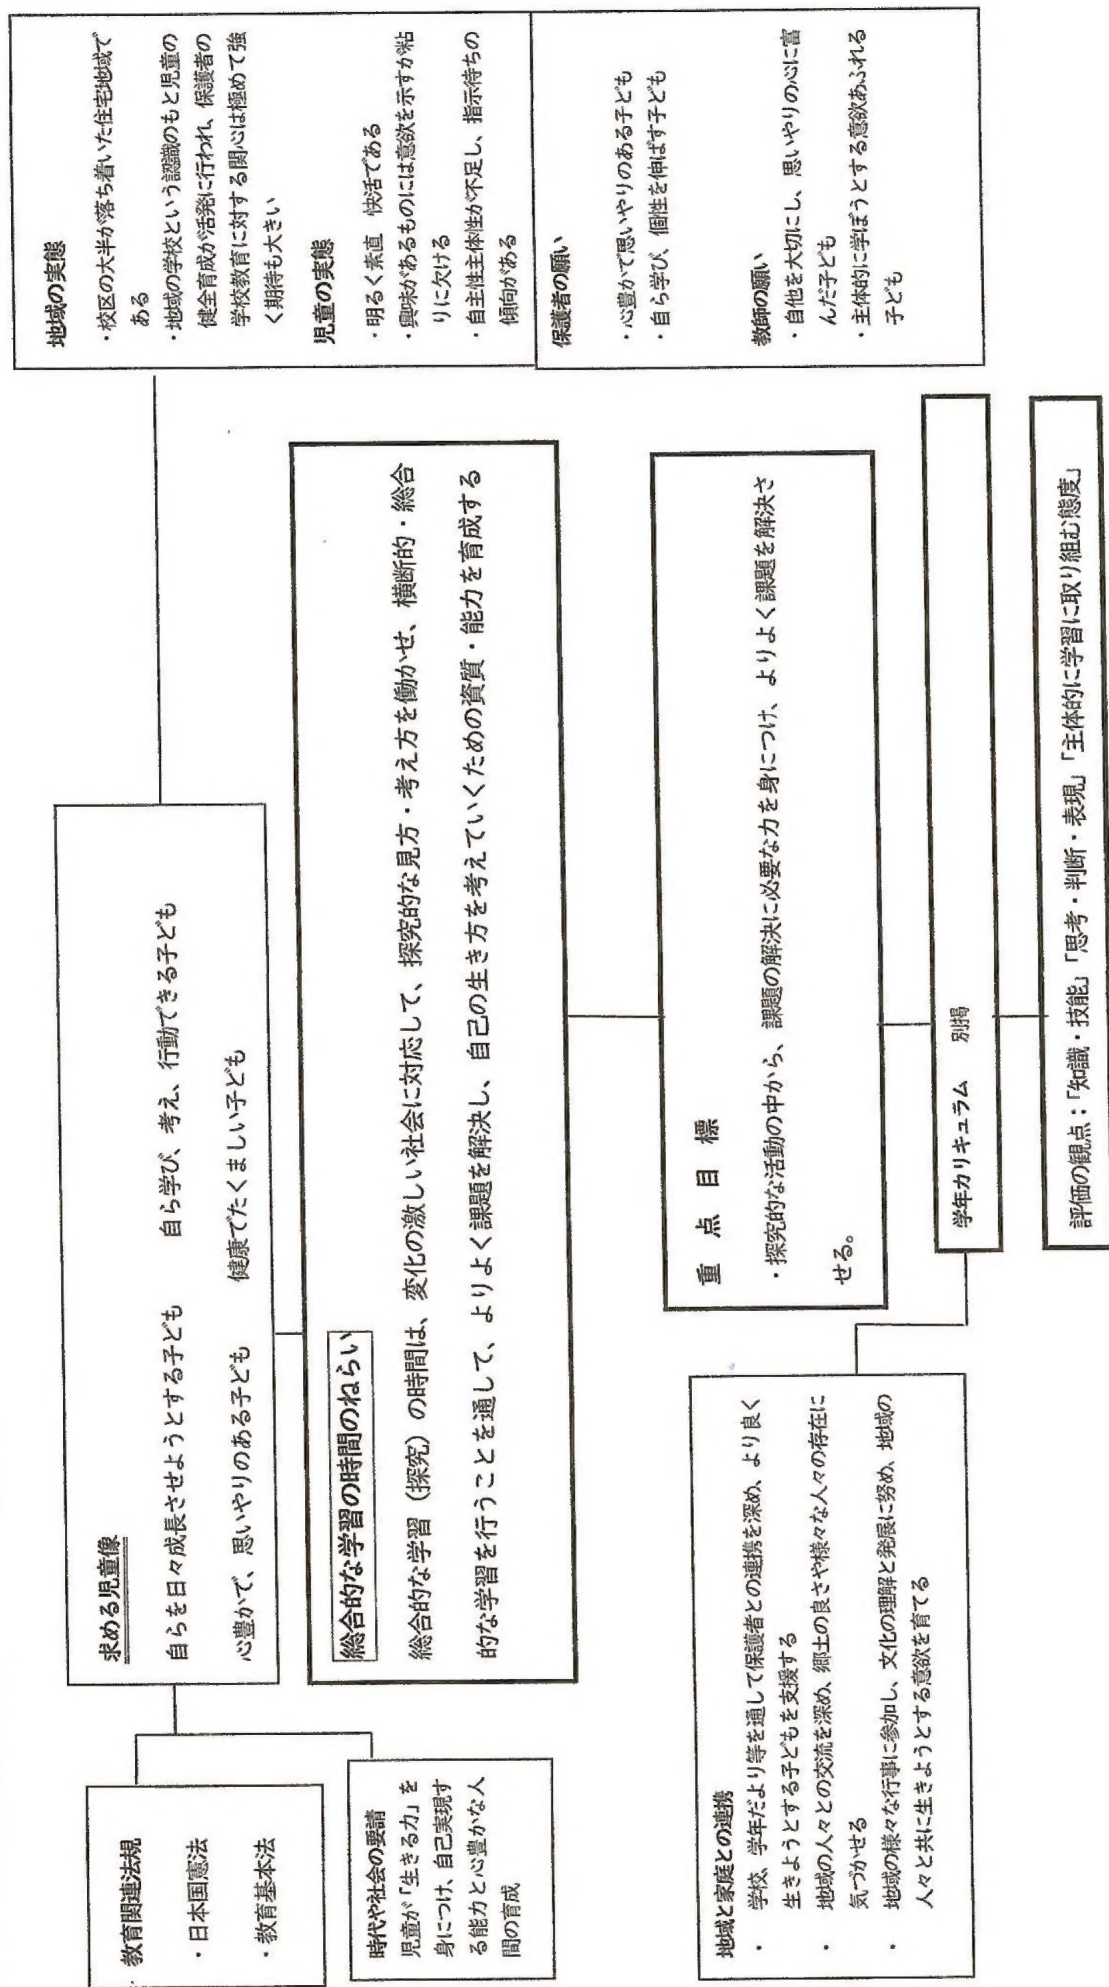 教育関連法規
・日本国憲法
・教育基本法
時代や社会の要請
児童が「生きる力」を
身につけ、自己実現す
る能力と心豊かな人
間の育成
求める児童像
自らを日々成長させようとする子ども　自ら学び、考え、行動できる子ども
心豊かで、思いやりのある子ども　健康でたくましい子ども
地域の実態
・校区の大半が落ち着いた住宅地域で
ある
・地域の学校という認識のもと児童の
健全育成が活発に行われ、保護者の
学校教育に対する関心は極めて強
く期待も大きい
児童の実態
・明るく素直　快活である
・興味があるものには意欲を示すが粘
りに欠ける
・自主性主体性が不足し、指示待ちの
傾向がある
保護者の願い
・心豊かで思いやりのある子ども
・自ら学び、個性を伸ばす子ども
教師の願い
・自他を大切にし、思いやりの心に富
んだ子ども
・主体的に学ぼうとする意欲あふれる
子ども
総合的な学習の時間のねらい
総合的な学習（探究）の時間は、変化の激しい社会に対応して、探究的な見方・考え方を働かせ、横断的・総合
的な学習を行うことを通して、よりよく課題を解決し、自己の生き方を考えていくための資質・能力を育成する
重点目標
・探究的な活動の中から、課題の解決に必要な力を身につけ、よりよく課題を解決さ
せる。
地域と家庭との連携
・学校、学年だより等を通して保護者との連携を深め、より良く
生きようとする子どもを支援する
・地域の人々との交流を深め、郷土の良さや様々な人々の存在に
気づかせる
・地域の様々な行事に参加し、文化の理解と発展に努め、地域の
人々と共に生きようとする意欲を育てる
学年カリキュラム　別掲
評価の観点：「知識・技能」「思考・判断・表現」「主体的に学習に取り組む態度」